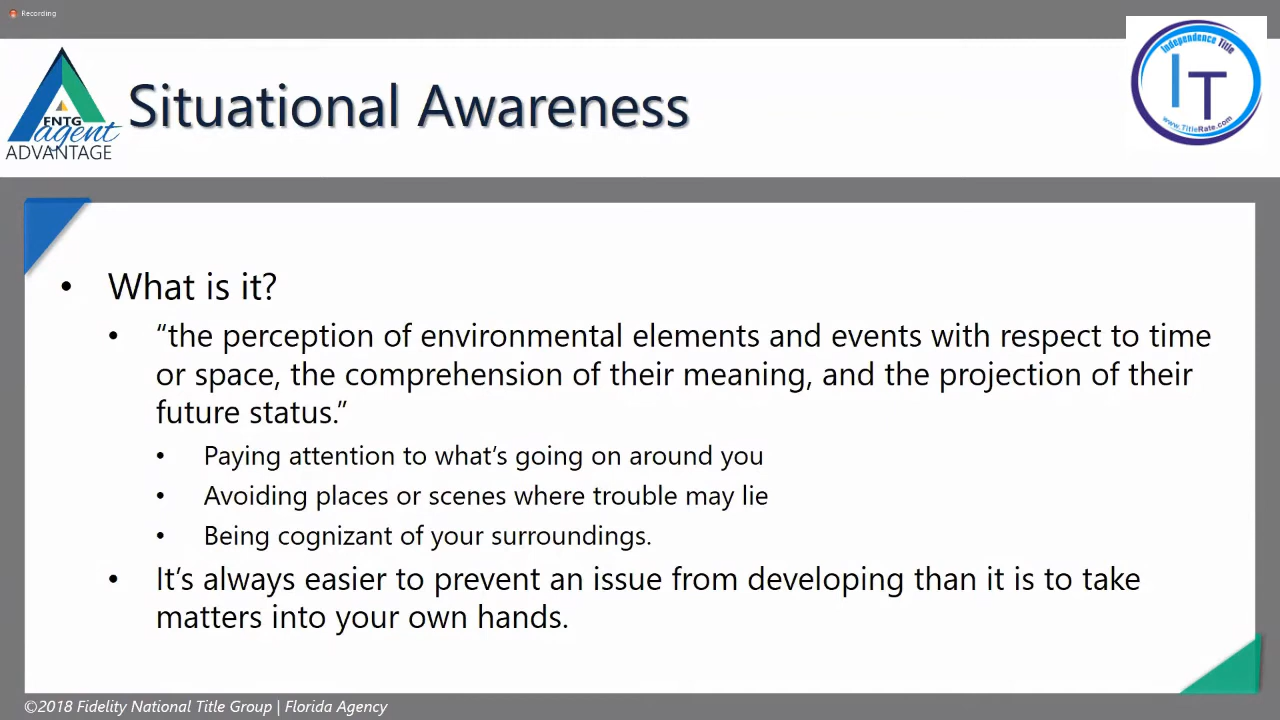 Recording
FNTG
agent
ADVANTAGE
Situational Awareness
Independence Title
IT
www.TitleRate.com
• What is it?
• “the perception of environmental elements and events with respect to time
or space, the comprehension of their meaning, and the projection of their
future status.”
• Paying attention to what’s going on around you
• Avoiding places or scenes where trouble may lie
• Being cognizant of your surroundings.
• It’s always easier to prevent an issue from developing than it is to take
matters into your own hands.
©2018 Fidelity National Title Group | Florida Agency